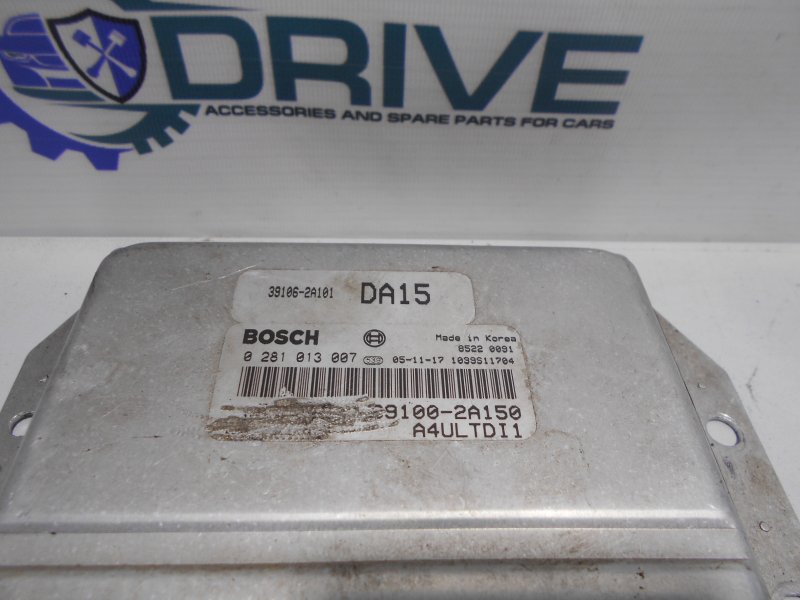 DRIVE
ACCESSORIES AND SPARE PARTS FOR CARS
39106-2A101 DA15
BOSCH Made in Korea
8522 0091
0 281 013 007 05-11-17 1039S11704
39100-2A150
A4ULTDI1